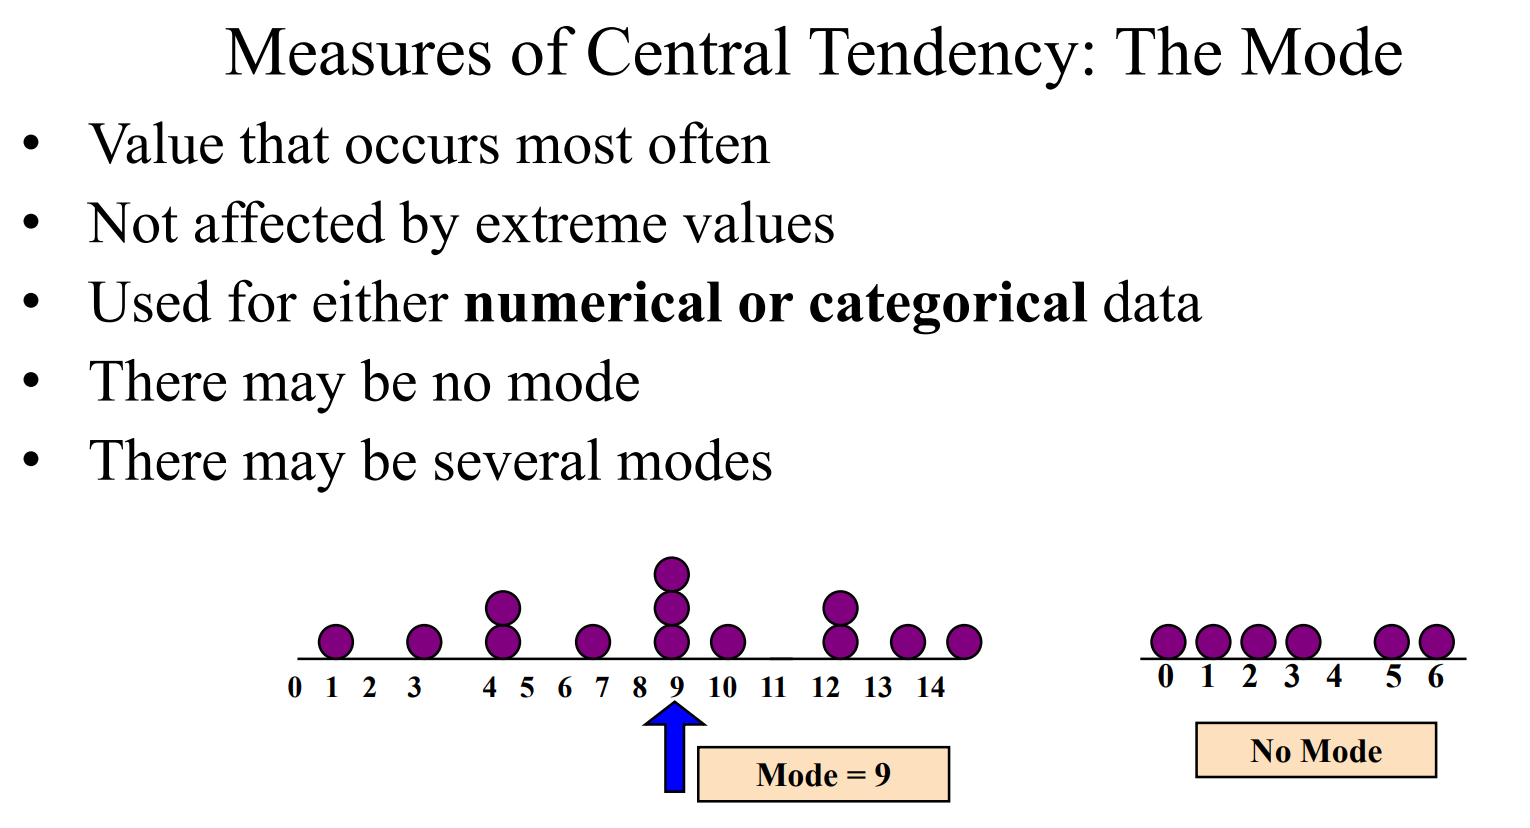 Measures of Central Tendency: The Mode
• Value that occurs most often
• Not affected by extreme values
• Used for either numerical or categorical data
• There may be no mode
• There may be several modes
0 1 2 3 4 5 6 7 8 9 10 11 12 13 14
Mode = 9
0 1 2 3 4 5 6
No Mode